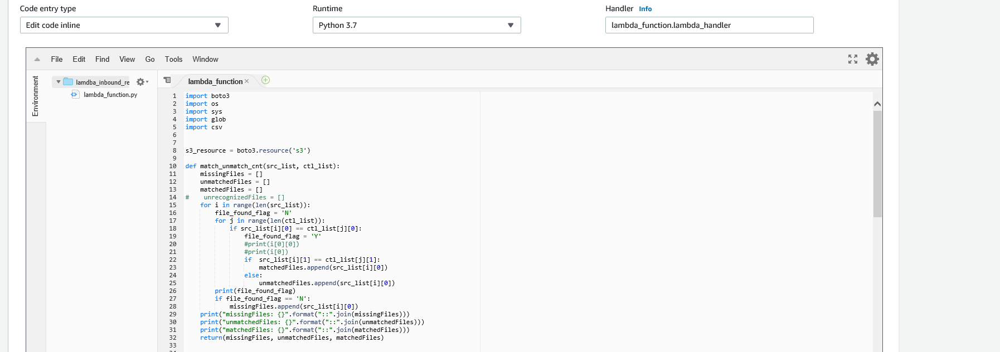 Code entry type
Runtime
Handler Info
Edit code inline
Python 3.7
lambda_function.lambda_handler
File Edit Find View Go Tools Window
Environment
lamdba_inbound_re
lambda_function.py
lambda_function
1 import boto3
2 import os
3 import sys
4 import glob
5 import csv
6
7
8 s3_resource = boto3.resource('s3')
9
10 def match_unmatch_cnt(src_list, ctl_list):
11     missingFiles = []
12     unmatchedFiles = []
13     matchedFiles = []
14 #    unrecognizedFiles = []
15     for i in range(len(src_list)):
16         file_found_flag = 'N'
17         for j in range(len(ctl_list)):
18             if src_list[i][0] == ctl_list[j][0]:
19                 file_found_flag = 'Y'
20                 #print(i[0][0])
21                 #print(i[0])
22                 if  src_list[i][1] == ctl_list[j][1]:
23                     matchedFiles.append(src_list[i][0])
24                 else:
25                     unmatchedFiles.append(src_list[i][0])
26         print(file_found_flag)
27         if file_found_flag == 'N':
28             missingFiles.append(src_list[i][0])
29     print("missingFiles: {}".format("::".join(missingFiles)))
30     print("unmatchedFiles: {}".format("::".join(unmatchedFiles)))
31     print("matchedFiles: {}".format("::".join(matchedFiles)))
32     return(missingFiles, unmatchedFiles, matchedFiles)
33